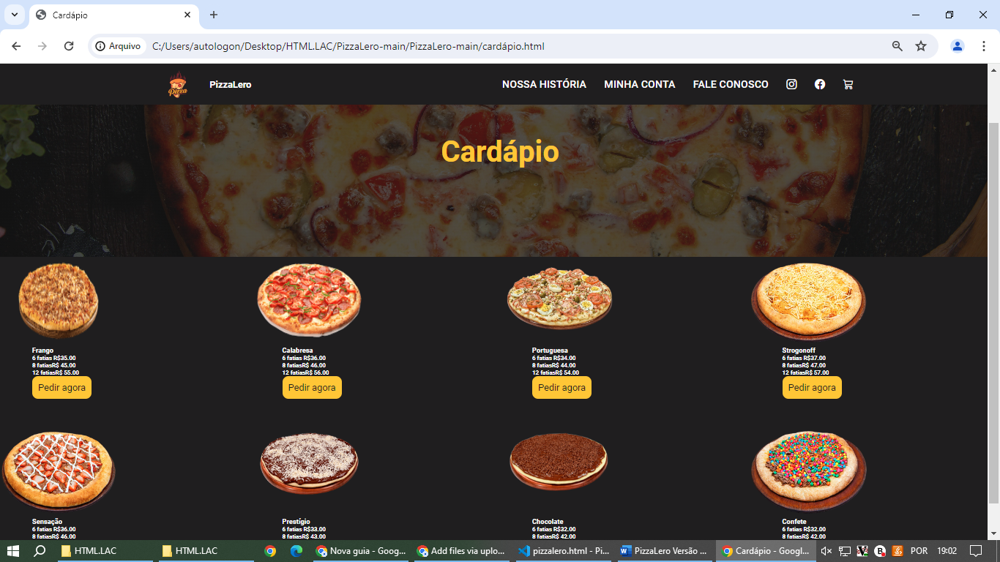 Cardápio
Arquivo
C:/Users/autologon/Desktop/HTML.LAC/PizzaLero-main/PizzaLero-main/cardápio.html
Pizza
PizzaLero
NOSSA HISTÓRIA
MINHA CONTA
FALE CONOSCO
Cardápio
Frango
6 fatias R$35.00
8 fatiasR$ 45.00
12 fatiasR$ 55.00
Pedir agora
Calabresa
6 fatias R$36.00
8 fatiasR$ 46.00
12 fatiasR$ 56.00
Pedir agora
Portuguesa
6 fatias R$34.00
8 fatiasR$ 44.00
12 fatiasR$ 54.00
Pedir agora
Strogonoff
6 fatias R$37.00
8 fatiasR$ 47.00
12 fatiasR$ 57.00
Pedir agora
Sensação
6 fatias R$36.00
8 fatiasR$ 46.00
Prestígio
6 fatias R$33.00
8 fatiasR$ 43.00
Chocolate
6 fatias R$32.00
8 fatiasR$ 42.00
Confete
6 fatias R$32.00
8 fatiasR$ 42.00
HTML.LAC
HTML.LAC
Nova guia - Goog...
Add files via uplo...
pizzalero.html - Pi...
PizzaLero Versão ...
Cardápio - Googl...
POR
19:02